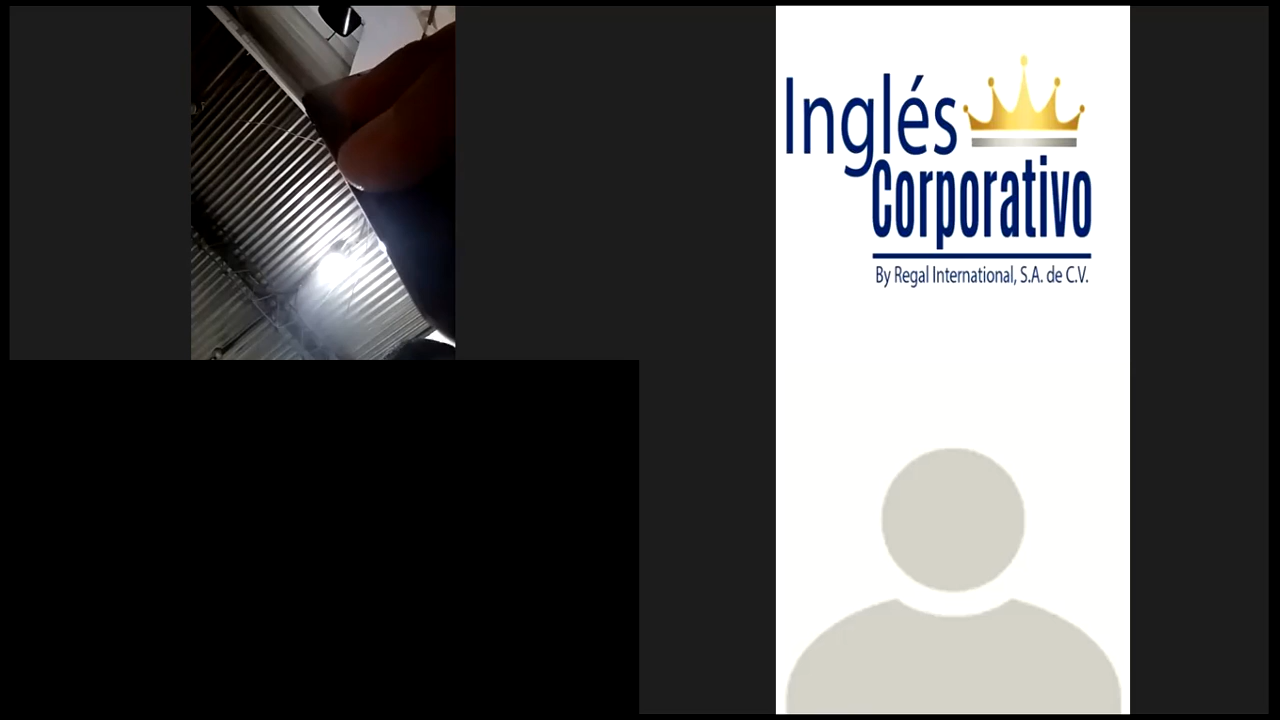 Inglés
Corporativo
By Regal International, S.A. de C.V.